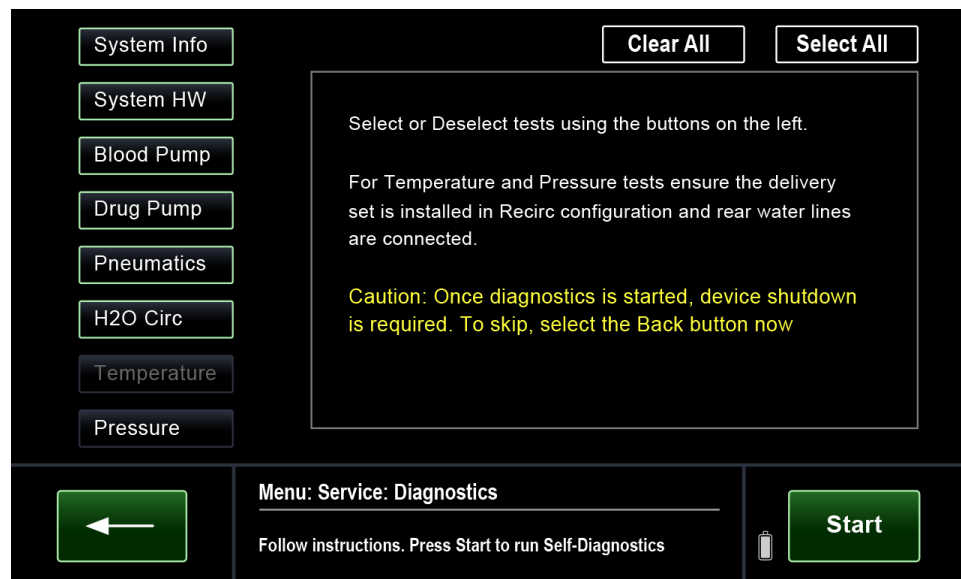 System Info
System HW
Blood Pump
Drug Pump
Pneumatics
H2O Circ
Temperature
Pressure
Clear All
Select All
Select or Deselect tests using the buttons on the left.
For Temperature and Pressure tests ensure the delivery
set is installed in Recirc configuration and rear water lines
are connected.
Caution: Once diagnostics is started, device shutdown
is required. To skip, select the Back button now
Menu: Service: Diagnostics
Follow instructions. Press Start to run Self-Diagnostics
Start